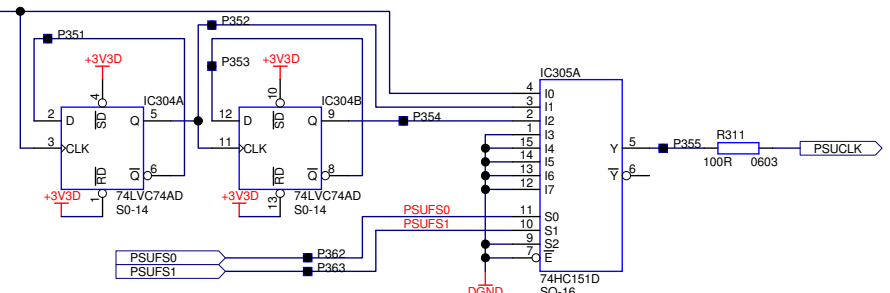 P351
P352
P353
+3V3D
+3V3D
4
10
IC304A
IC304B
IC305A
2
D
SD
Q
5
12
D
SD
Q
9
P354
3
CLK
11
CLK
RD
Q
6
RD
Q
8
+3V3D
1
74LVC74AD
S0-14
+3V3D
13
74LVC74AD
S0-14
4
I0
3
I1
2
I2
1
I3
15
I4
14
I5
13
I6
12
I7
11
S0
10
S1
9
S2
7
E
Y
5
Y
6
P355
R311
100R
0603
PSUCLK
PSUFS0
PSUFS1
PSUFS0
P362
PSUFS1
P363
DGND
74HC151D
SO-16